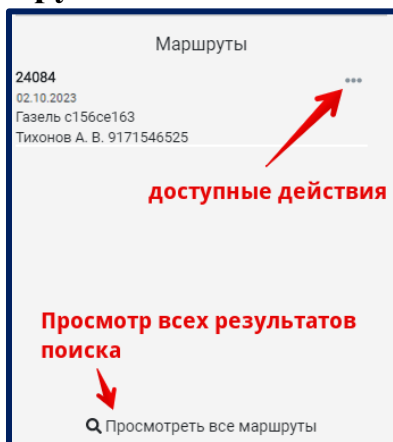 Маршруты
24084
02.10.2023
Газель с156се163
Тихонов А. В. 9171546525
доступные действия
Просмотр всех результатов
поиска
Просмотреть все маршруты